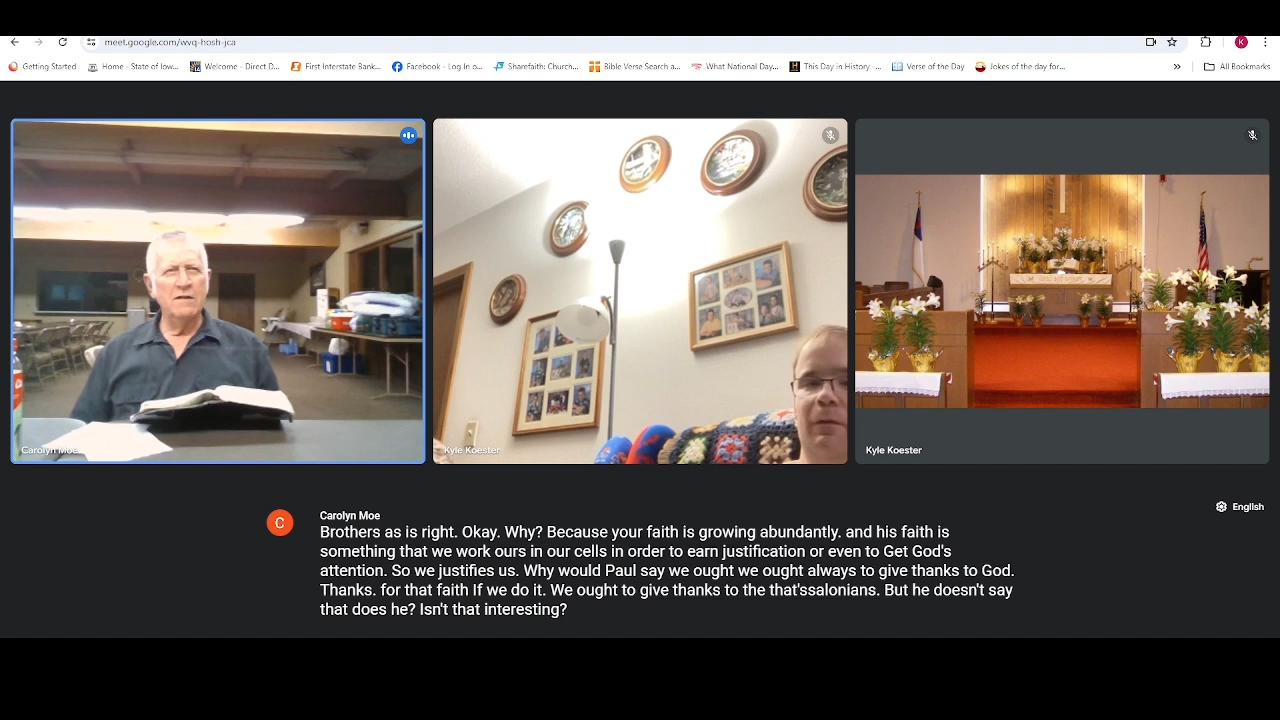 meet.google.com/wvq-hosh-jca
Getting Started
Home - State of Iow...
Welcome - Direct D...
First Interstate Bank...
Facebook - Log In o...
Sharefaith: Church...
Bible Verse Search a...
What National Day...
This Day in History -...
Verse of the Day
Jokes of the day for...
»
All Bookmarks
K
Carolyn Moe
Kyle Koester
Kyle Koester
English
C
Carolyn Moe
Brothers as is right. Okay. Why? Because your faith is growing abundantly. and his faith is
something that we work ours in our cells in order to earn justification or even to Get God's
attention. So we justifies us. Why would Paul say we ought we ought always to give thanks to God.
Thanks. for that faith If we do it. We ought to give thanks to the that'ssalonians. But he doesn't say
that does he? Isn't that interesting?